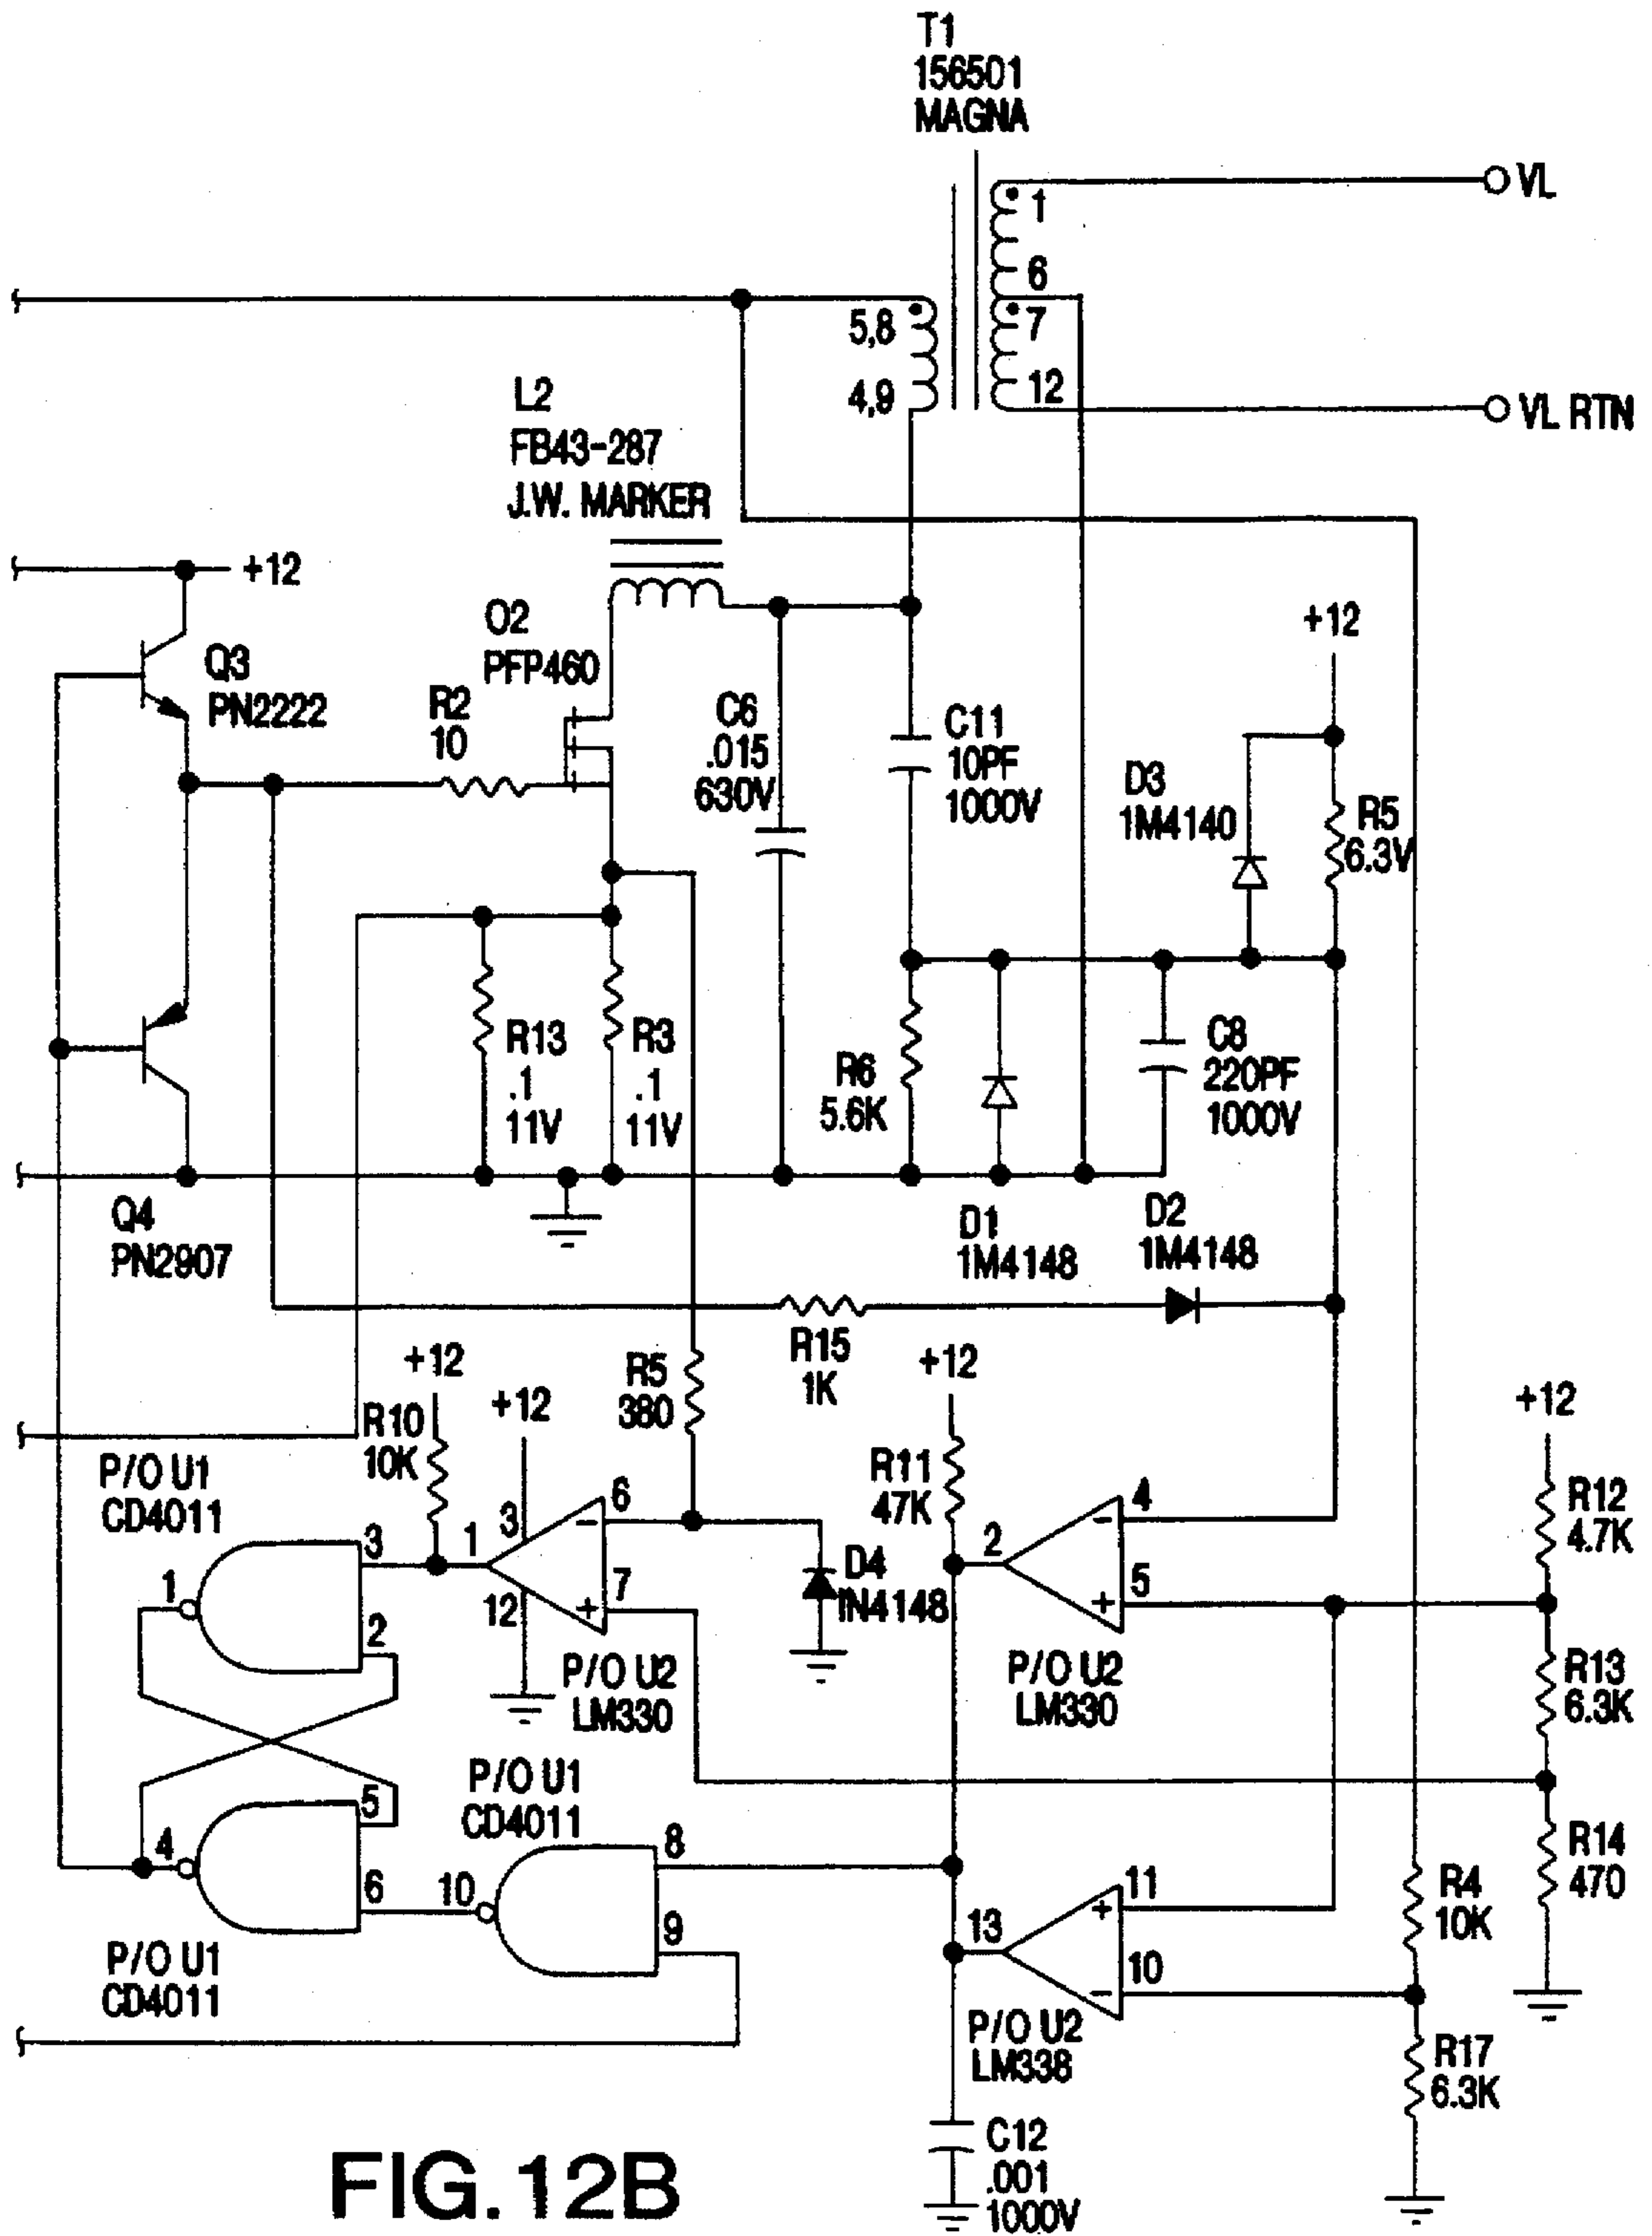 T1
156501
MAGNA
1
VL
6
5,8
7
4,9
12
VL RTN
L2
FB43-287
J.W. MARKER
+12
O2
PFP460
+12
Q3
PN2222
R2
10
C6
.015
630V
C11
10PF
1000V
D3
1M4140
R5
6.3V
R13
.1
11V
R3
.1
11V
R6
5.6K
C8
220PF
1000V
Q4
PN2907
D1
1M4148
D2
1M4148
R15
1K
+12
+12
R5
380
+12
+12
R10
10K
R11
47K
R12
4.7K
P/O U1
CD4011
3
1
3
6
-
2
4
-
1
2
12
7
+
D4
IN4148
5
+
P/O U2
LM330
P/O U2
LM330
R13
6.3K
P/O U1
CD4011
5
4
6
10
8
9
13
11
+
10
-
R4
10K
R14
470
P/O U1
CD4011
P/O U2
LM338
R17
6.3K
C12
.001
1000V
FIG.12B